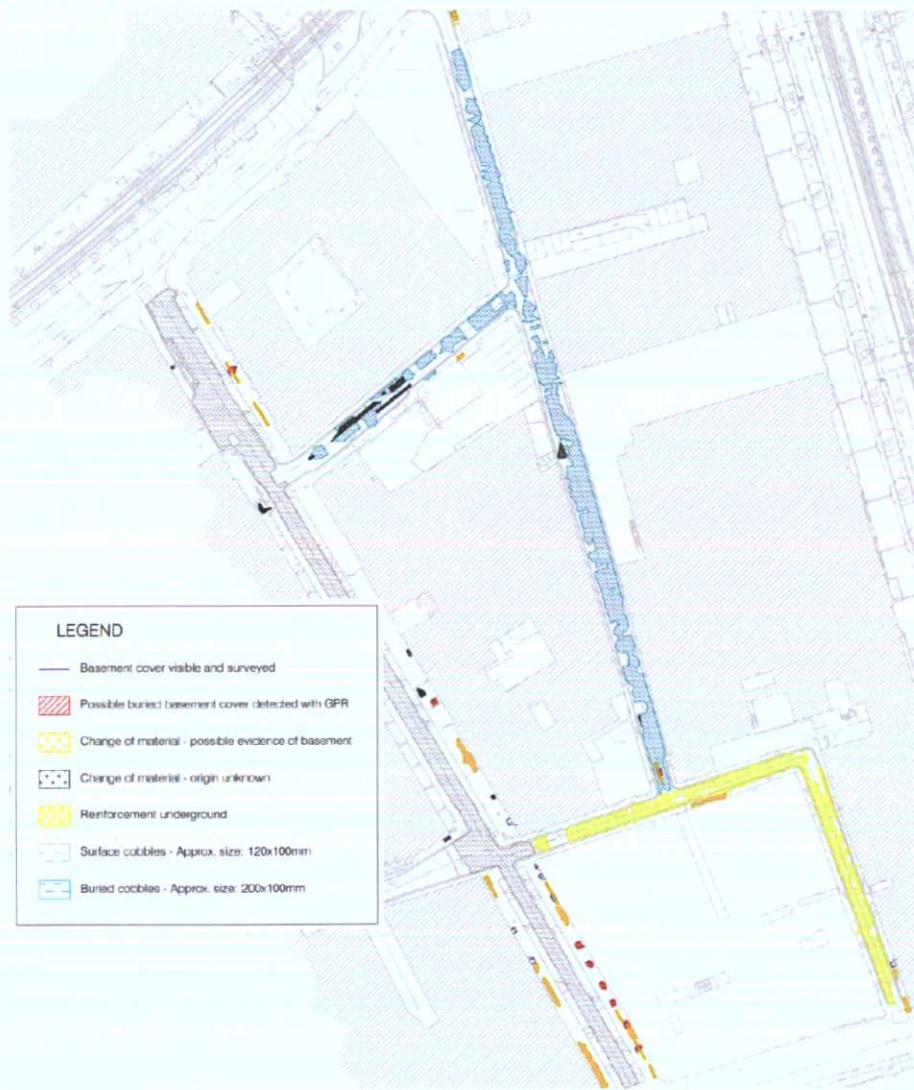 LEGEND
Basement cover visible and surveyed
Possible buried basement cover detected with GPR
Change of material - possible evidence of basement
Change of material - origin unknown
Reinforcement underground
Surface cobbles - Approx. size: 120x100mm
Buried cobbles - Approx. size: 200x100mm